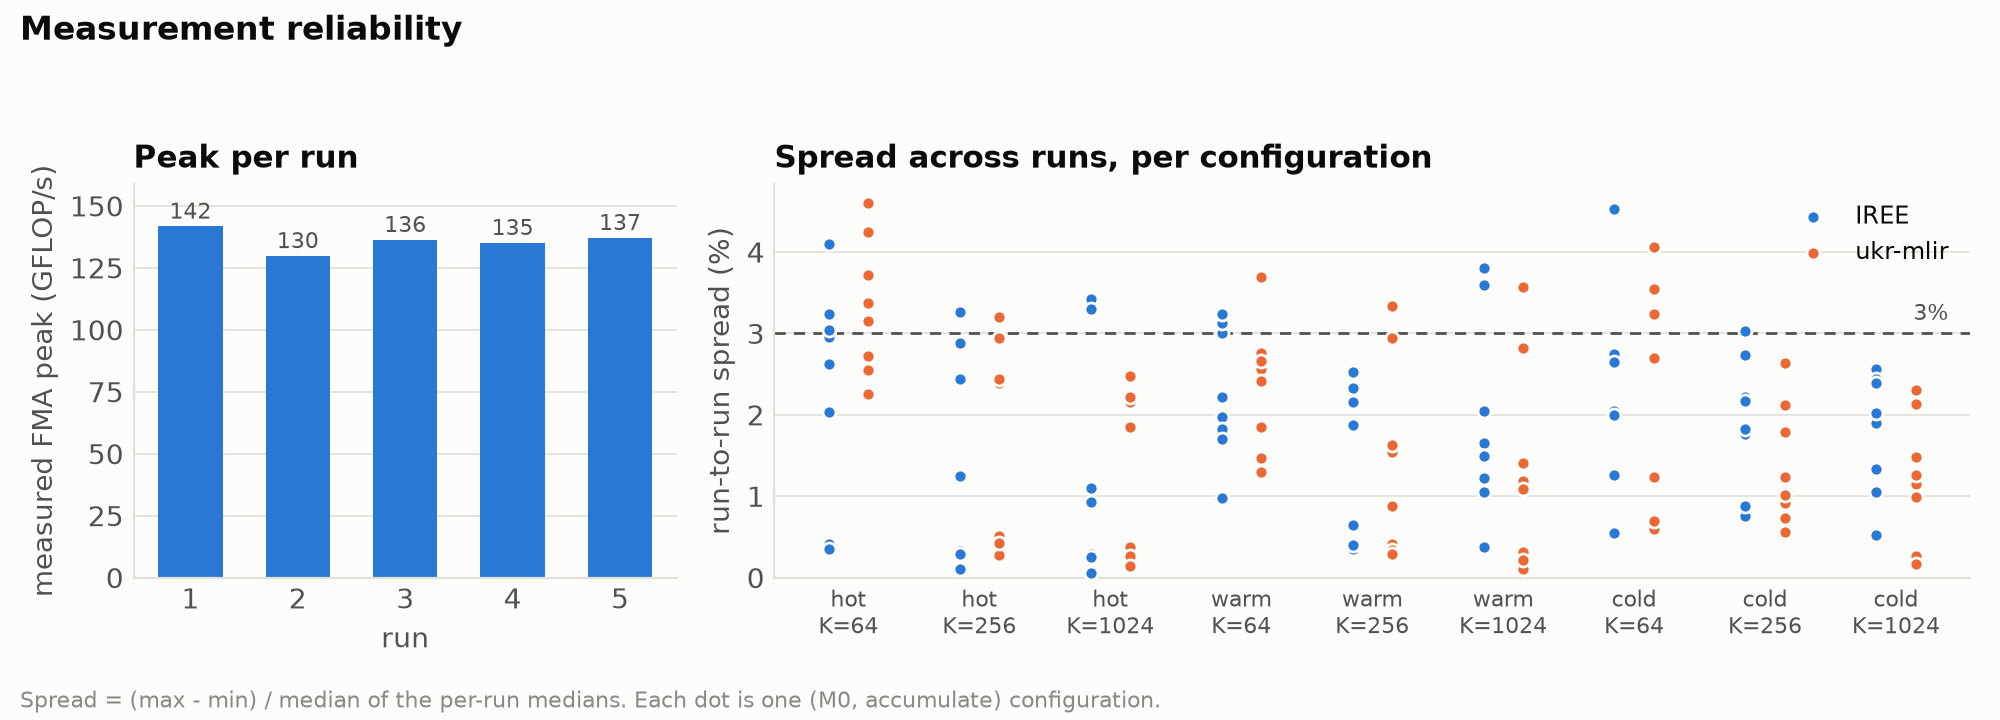 Measurement reliability
Peak per run
measured FMA peak (GFLOP/s)
150
125
100
75
50
25
0
142
130
136
135
137
1 2 3 4 5
run
Spread across runs, per configuration
run-to-run spread (%)
4
3
2
1
0
IREE
ukr-mlir
3%
hot hot hot warm warm warm cold cold cold
K=64 K=256 K=1024 K=64 K=256 K=1024 K=64 K=256 K=1024
Spread = (max - min) / median of the per-run medians. Each dot is one (M0, accumulate) configuration.